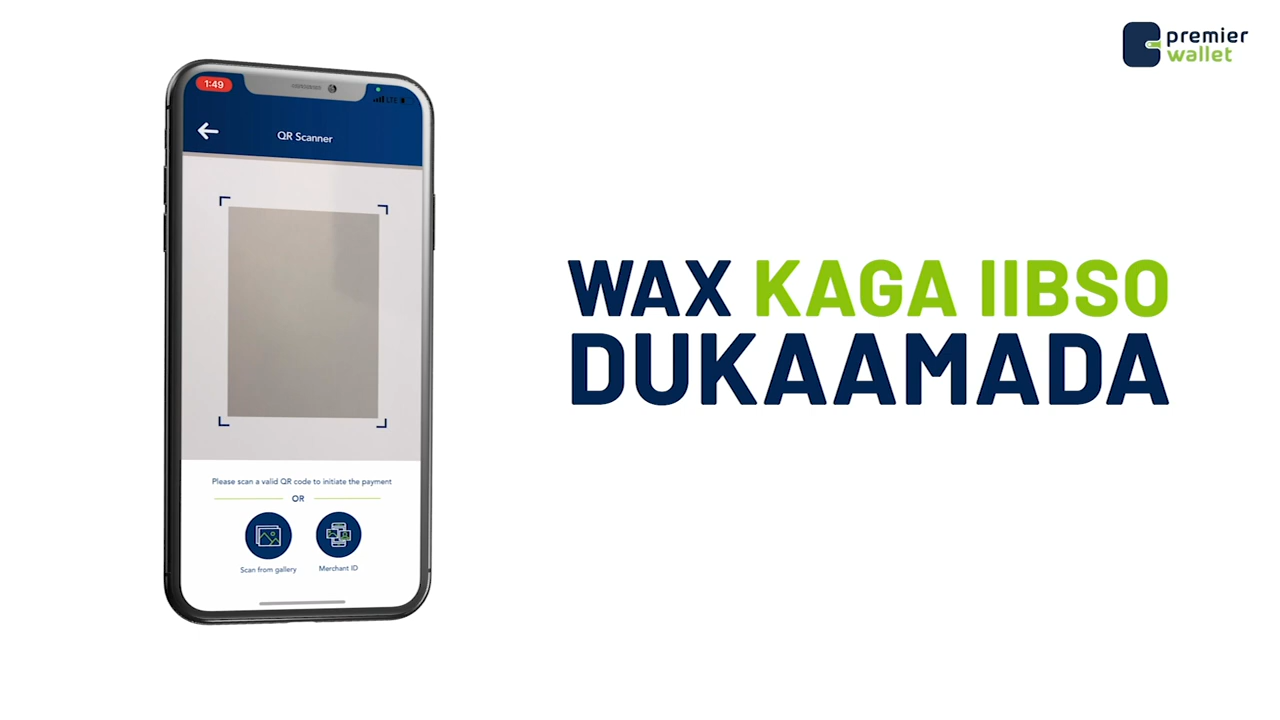 premier
wallet
1:49
LTE
QR Scanner
WAX KAGA IIBSO
DUKAAMADA
Please scan a valid QR code to initiate the payment
OR
Scan from gallery
Merchant ID